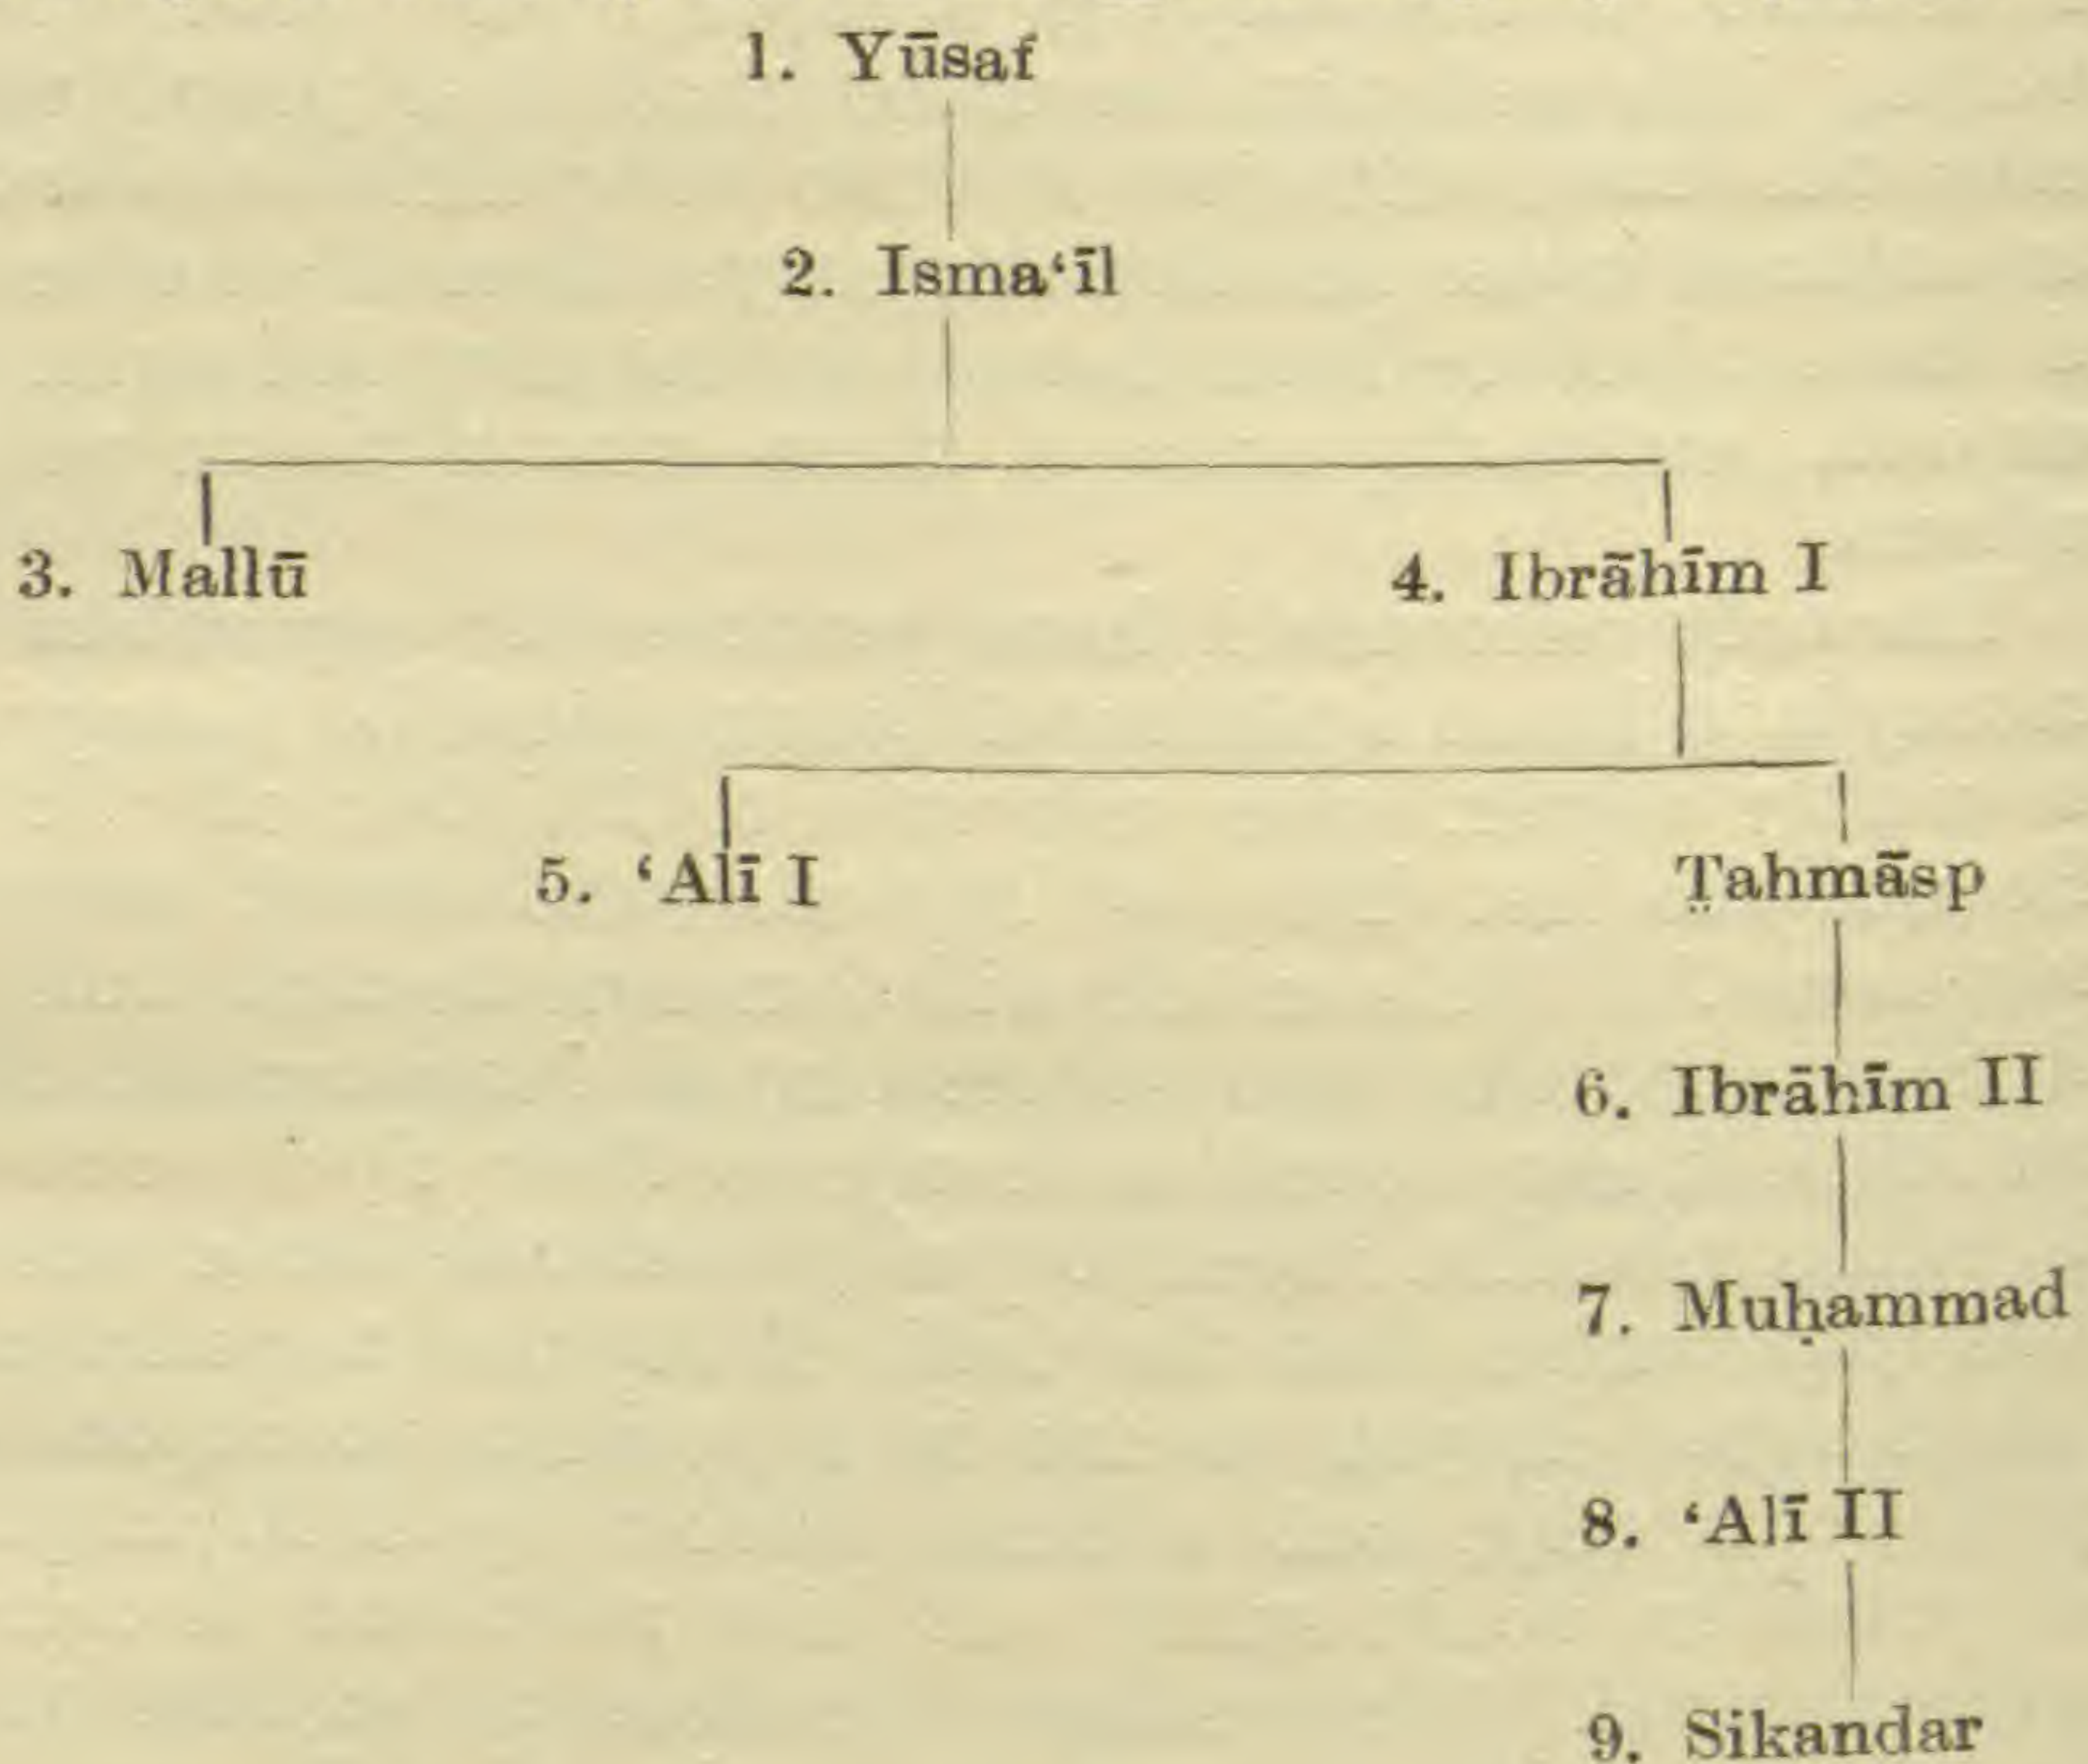 1. Yūsaf
2. Isma‘īl
3. Mallū 4. Ibrāhīm I
5. ‘Alī I Ṭahmāsp
6. Ibrāhīm II
7. Muḥammad
8. ‘Alī II
9. Sikandar